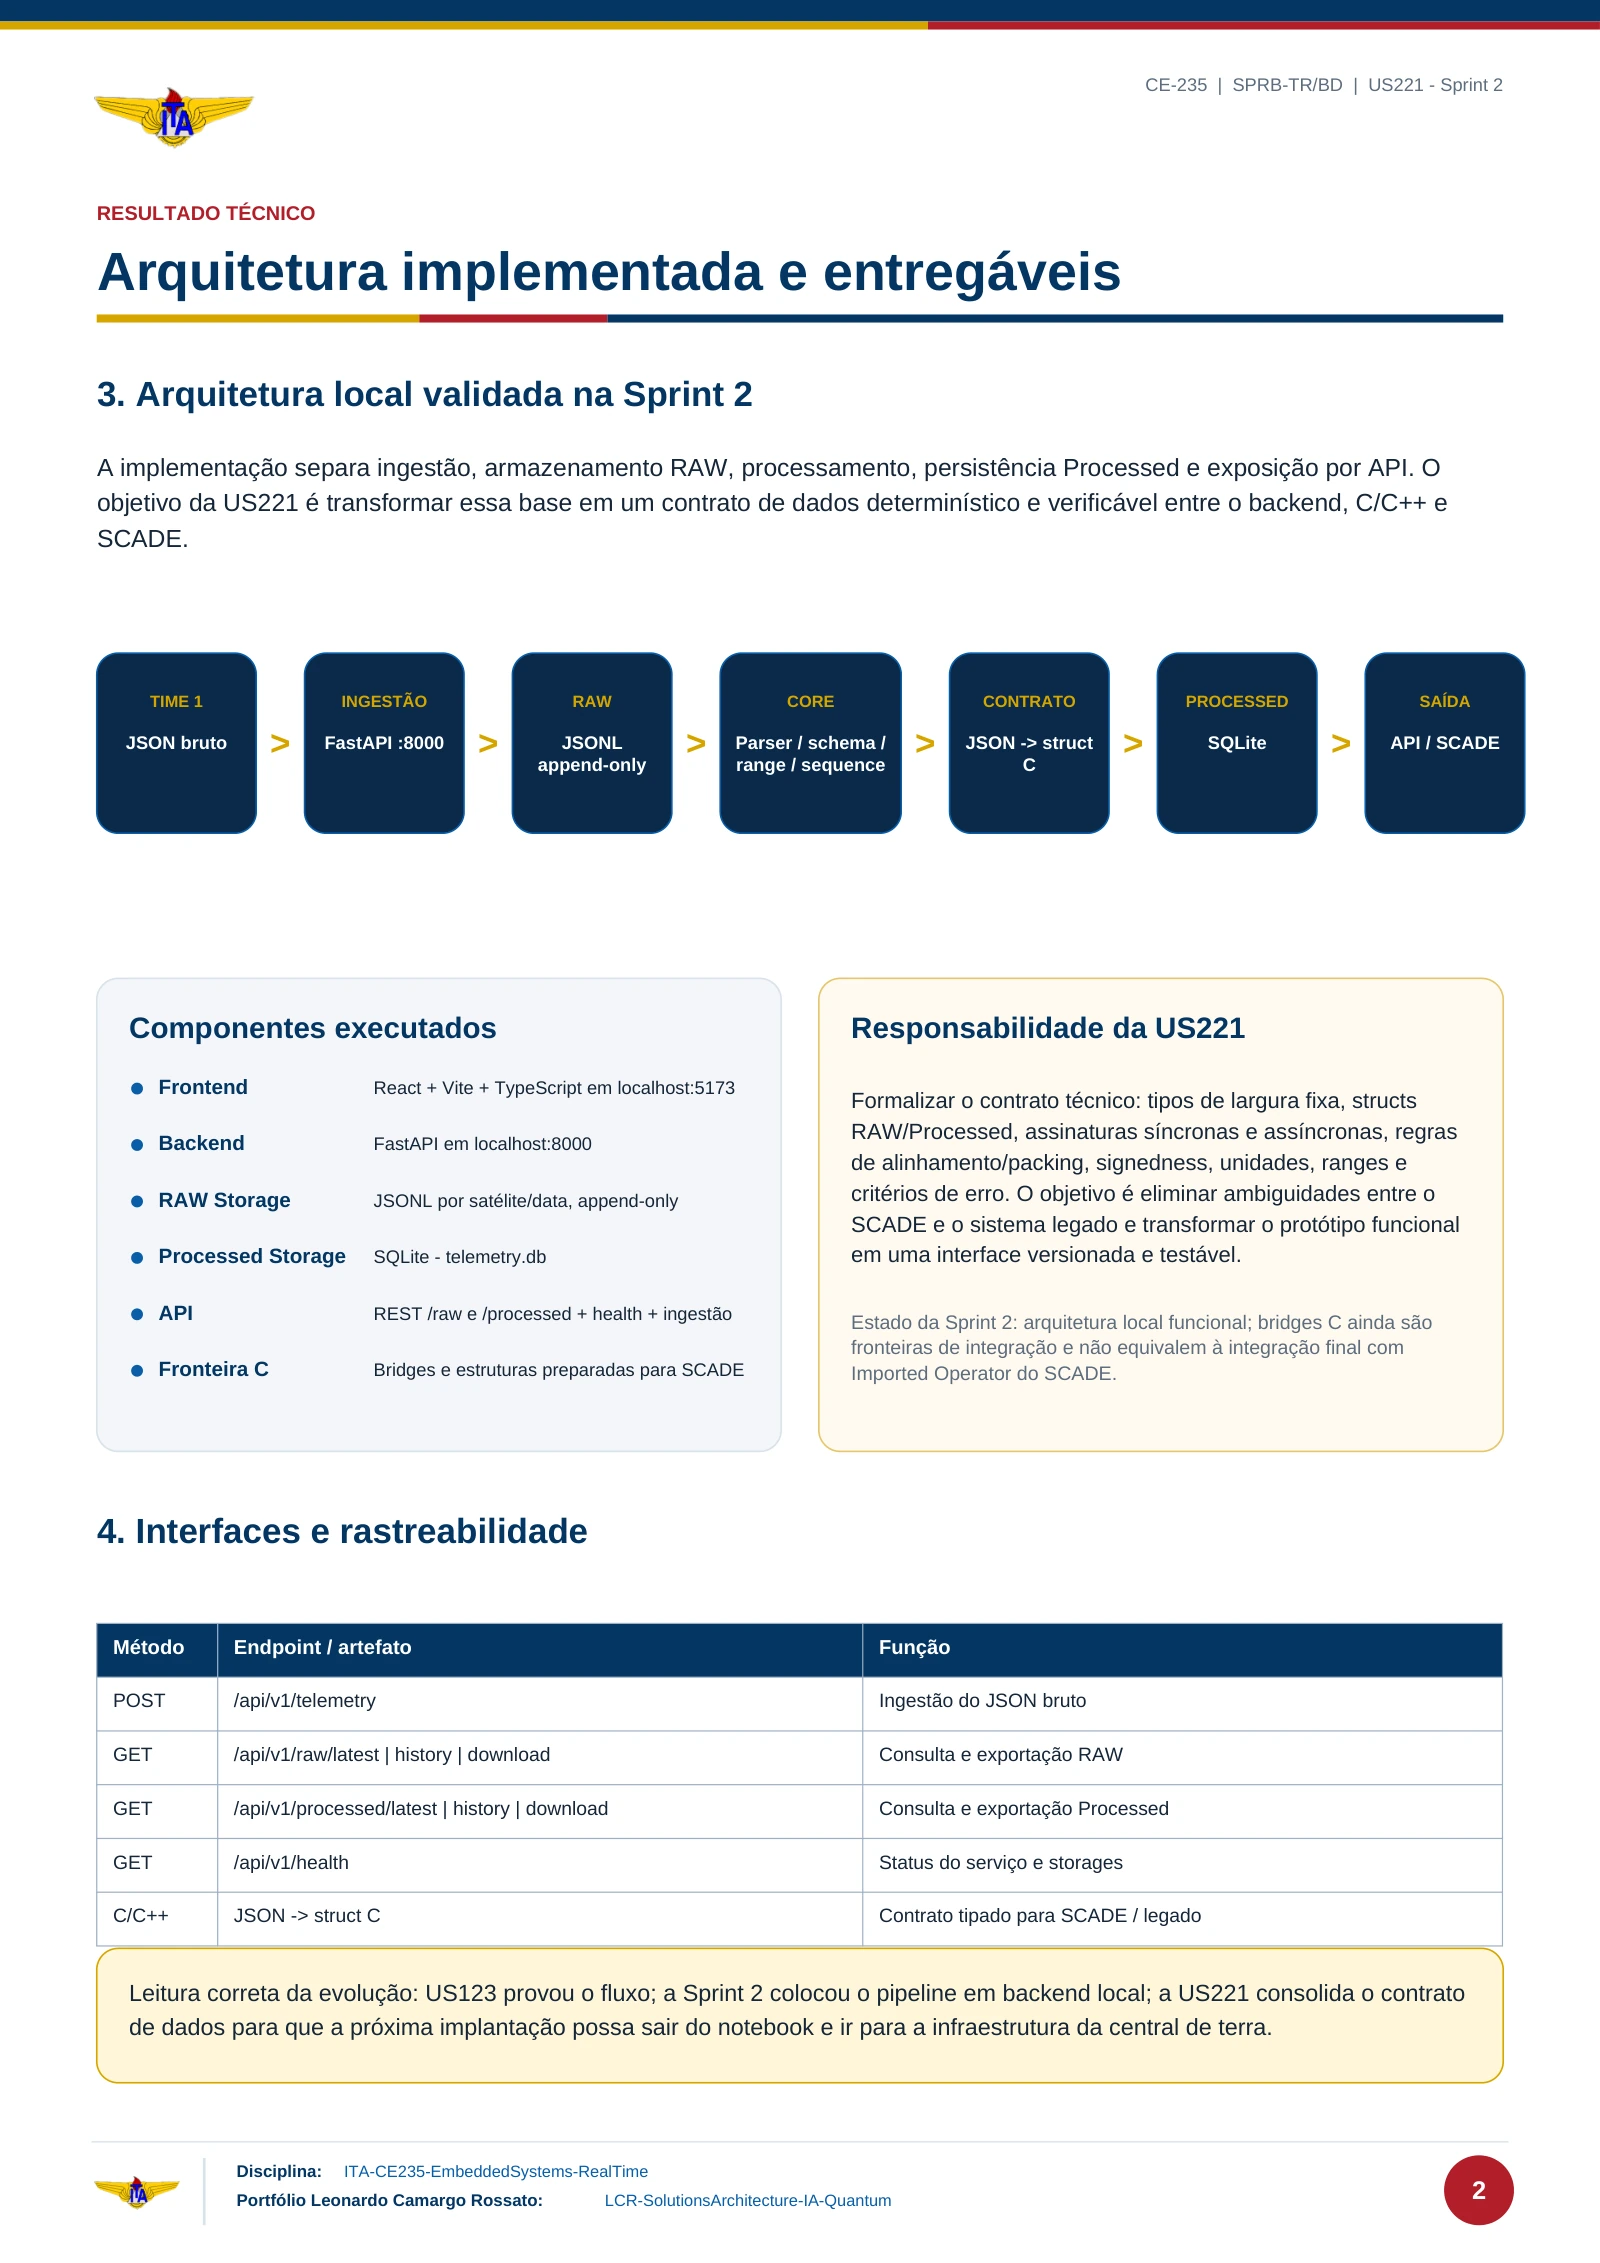 CE-235 | SPRB-TR/BD | US221 - Sprint 2
ITA
RESULTADO TÉCNICO
Arquitetura implementada e entregáveis
3. Arquitetura local validada na Sprint 2
A implementação separa ingestão, armazenamento RAW, processamento, persistência Processed e exposição por API. O
objetivo da US221 é transformar essa base em um contrato de dados determinístico e verificável entre o backend, C/C++ e
SCADE.
TIME 1
JSON bruto
>
INGESTÃO
FastAPI :8000
>
RAW
JSONL
append-only
>
CORE
Parser / schema /
range / sequence
>
CONTRATO
JSON -> struct
C
>
PROCESSED
SQLite
>
SAÍDA
API / SCADE
Componentes executados
Frontend React + Vite + TypeScript em localhost:5173
Backend FastAPI em localhost:8000
RAW Storage JSONL por satélite/data, append-only
Processed Storage SQLite - telemetry.db
API REST /raw e /processed + health + ingestão
Fronteira C Bridges e estruturas preparadas para SCADE
Responsabilidade da US221
Formalizar o contrato técnico: tipos de largura fixa, structs
RAW/Processed, assinaturas síncronas e assíncronas, regras
de alinhamento/packing, signedness, unidades, ranges e
critérios de erro. O objetivo é eliminar ambiguidades entre o
SCADE e o sistema legado e transformar o protótipo funcional
em uma interface versionada e testável.
Estado da Sprint 2: arquitetura local funcional; bridges C ainda são
fronteiras de integração e não equivalem à integração final com
Imported Operator do SCADE.
4. Interfaces e rastreabilidade
Método Endpoint / artefato Função
POST /api/v1/telemetry Ingestão do JSON bruto
GET /api/v1/raw/latest | history | download Consulta e exportação RAW
GET /api/v1/processed/latest | history | download Consulta e exportação Processed
GET /api/v1/health Status do serviço e storages
C/C++ JSON -> struct C Contrato tipado para SCADE / legado
Leitura correta da evolução: US123 provou o fluxo; a Sprint 2 colocou o pipeline em backend local; a US221 consolida o contrato
de dados para que a próxima implantação possa sair do notebook e ir para a infraestrutura da central de terra.
ITA
Disciplina: ITA-CE235-EmbeddedSystems-RealTime
Portfólio Leonardo Camargo Rossato: LCR-SolutionsArchitecture-IA-Quantum
2